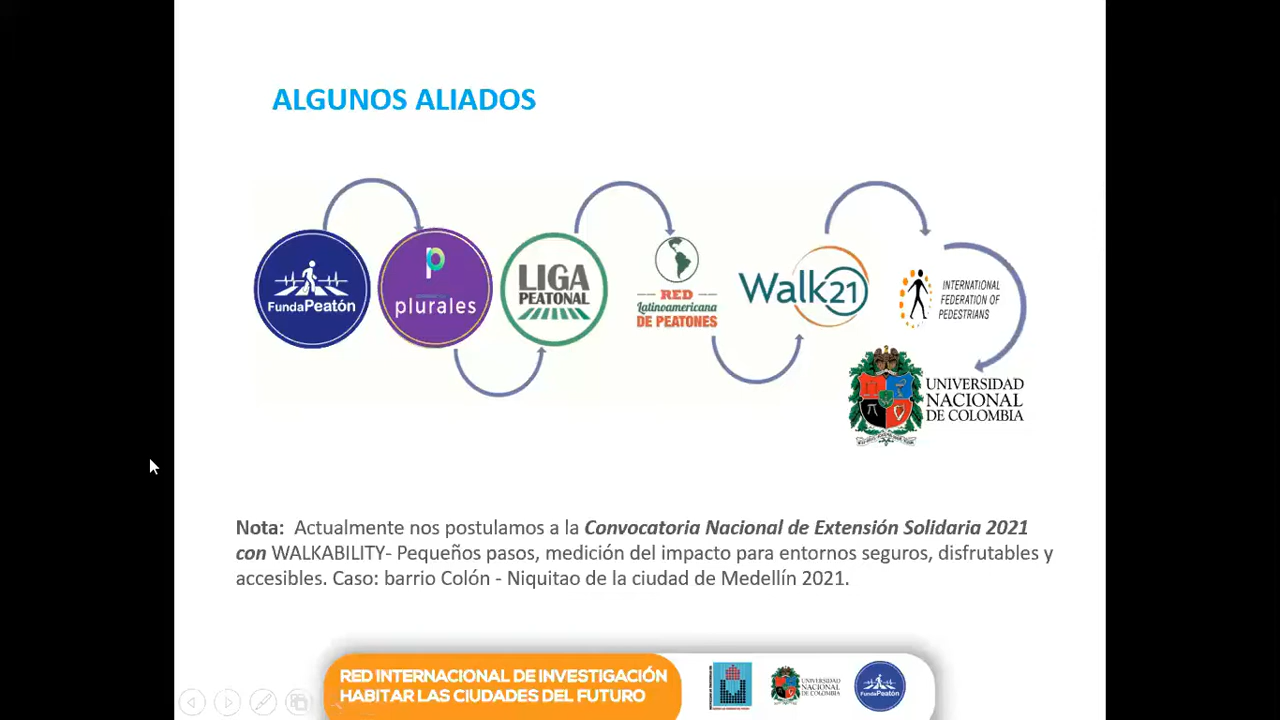 ALGUNOS ALIADOS
FundaPeatón
plurales
LIGA
PEATONAL
RED
Latinoamericana
DE PEATONES
Walk21
INTERNATIONAL
FEDERATION OF
PEDESTRIANS
UNIVERSIDAD
NACIONAL
DE COLOMBIA
Nota: Actualmente nos postulamos a la Convocatoria Nacional de Extensión Solidaria 2021
con WALKABILITY- Pequeños pasos, medición del impacto para entornos seguros, disfrutables y
accesibles. Caso: barrio Colón - Niquitao de la ciudad de Medellín 2021.
RED INTERNACIONAL DE INVESTIGACIÓN
HABITAR LAS CIUDADES DEL FUTURO
UNIVERSIDAD
NACIONAL
DE COLOMBIA
FundaPeatón